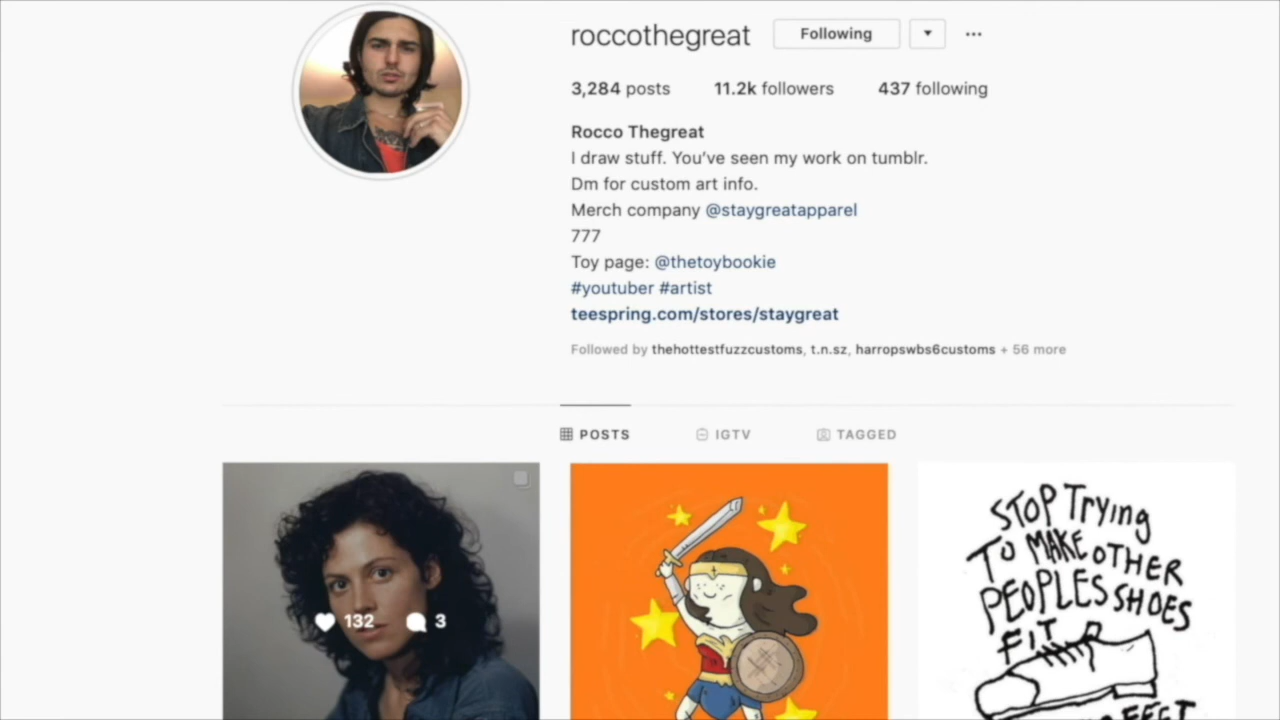 roccothegreat Following
3,284 posts 11.2k followers 437 following
Rocco Thegreat
I draw stuff. You've seen my work on tumblr.
Dm for custom art info.
Merch company @staygreatapparel
777
Toy page: @thetoybookie
#youtuber #artist
teespring.com/stores/staygreat
Followed by thehottestfuzzcustoms, t.n.sz, harropswbs6customs + 56 more
POSTS IGTV TAGGED
132 3
STOP Trying
To MAKE OTHER
PEOPLES SHOES
FIT
FEET